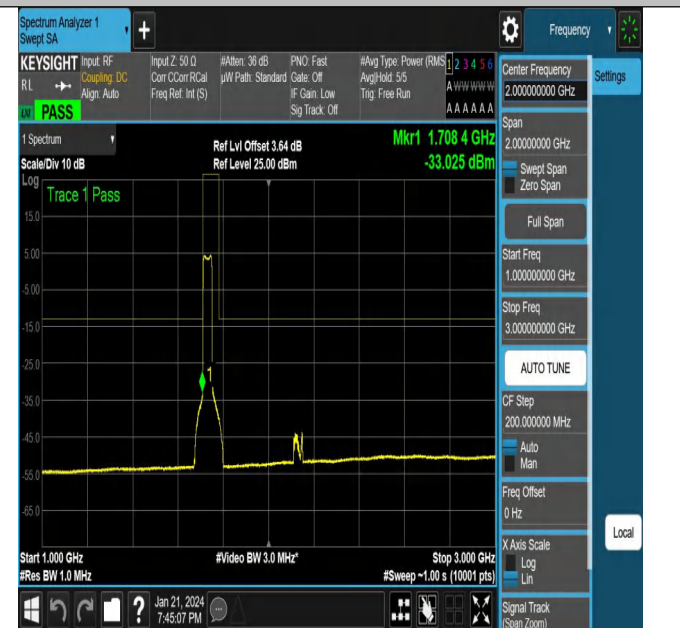 Spectrum Analyzer 1
Swept SA
+
Frequency
KEYSIGHT
RL
PASS
Input: RF
Coupling: DC
Align: Auto
Input Z: 50 Ω
Corr CCorr RCal
Freq Ref: Int (S)
#Atten: 36 dB
µW Path: Standard
PNO: Fast
Gate: Off
IF Gain: Low
Sig Track: Off
#Avg Type: Power (RMS
Avg|Hold: 5/5
Trig: Free Run
1 2 3 4 5 6
A W W W W W
A A A A A A
1 Spectrum
Scale/Div 10 dB
Ref Lvl Offset 3.64 dB
Ref Level 25.00 dBm
Mkr1 1.708 4 GHz
-33.025 dBm
Log
Trace 1 Pass
15.0
5.00
-5.00
-15.0
-25.0
-35.0
-45.0
-55.0
-65.0
Start 1.000 GHz
#Res BW 1.0 MHz
#Video BW 3.0 MHz*
Stop 3.000 GHz
#Sweep ~1.00 s (10001 pts)
Center Frequency
2.000000000 GHz
Settings
Span
2.00000000 GHz
Swept Span
Zero Span
Full Span
Start Freq
1.000000000 GHz
Stop Freq
3.000000000 GHz
AUTO TUNE
CF Step
200.000000 MHz
Auto
Man
Freq Offset
0 Hz
X Axis Scale
Log
Lin
Local
Signal Track
(Span Zoom)
?
Jan 21, 2024
7:45:07 PM